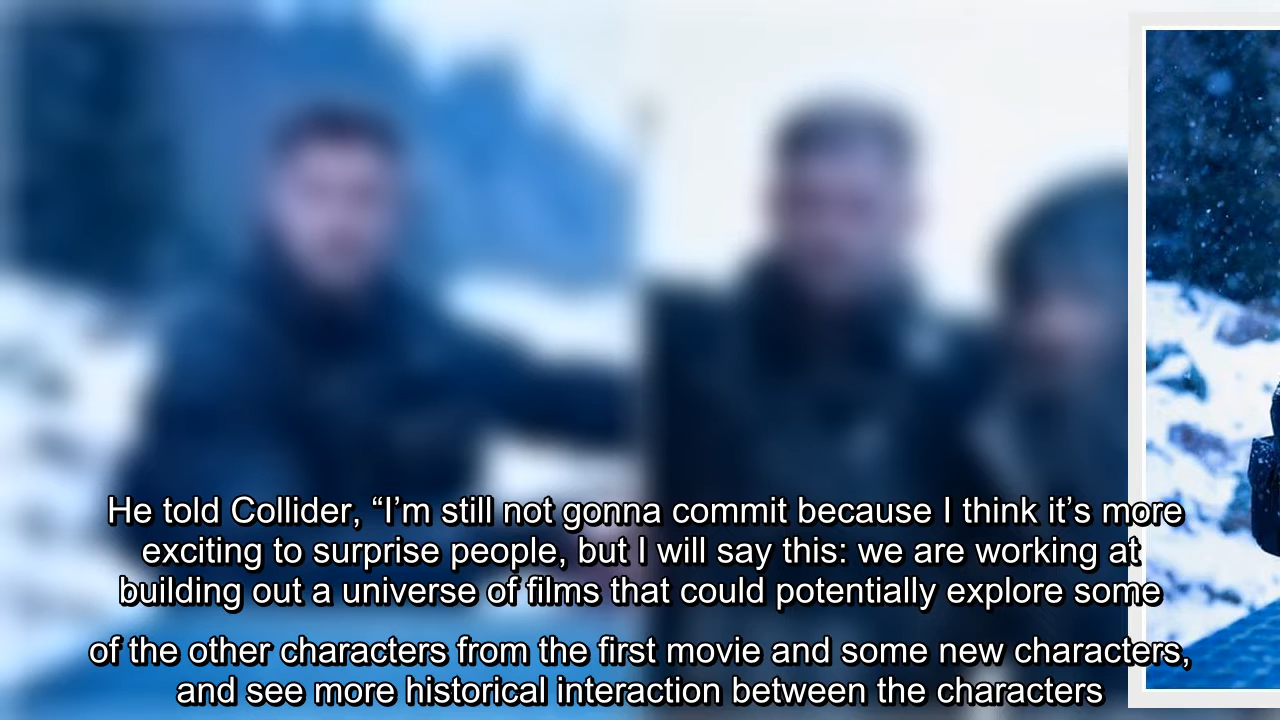 He told Collider, “I’m still not gonna commit because I think it’s more
exciting to surprise people, but I will say this: we are working at
building out a universe of films that could potentially explore some
of the other characters from the first movie and some new characters,
and see more historical interaction between the characters